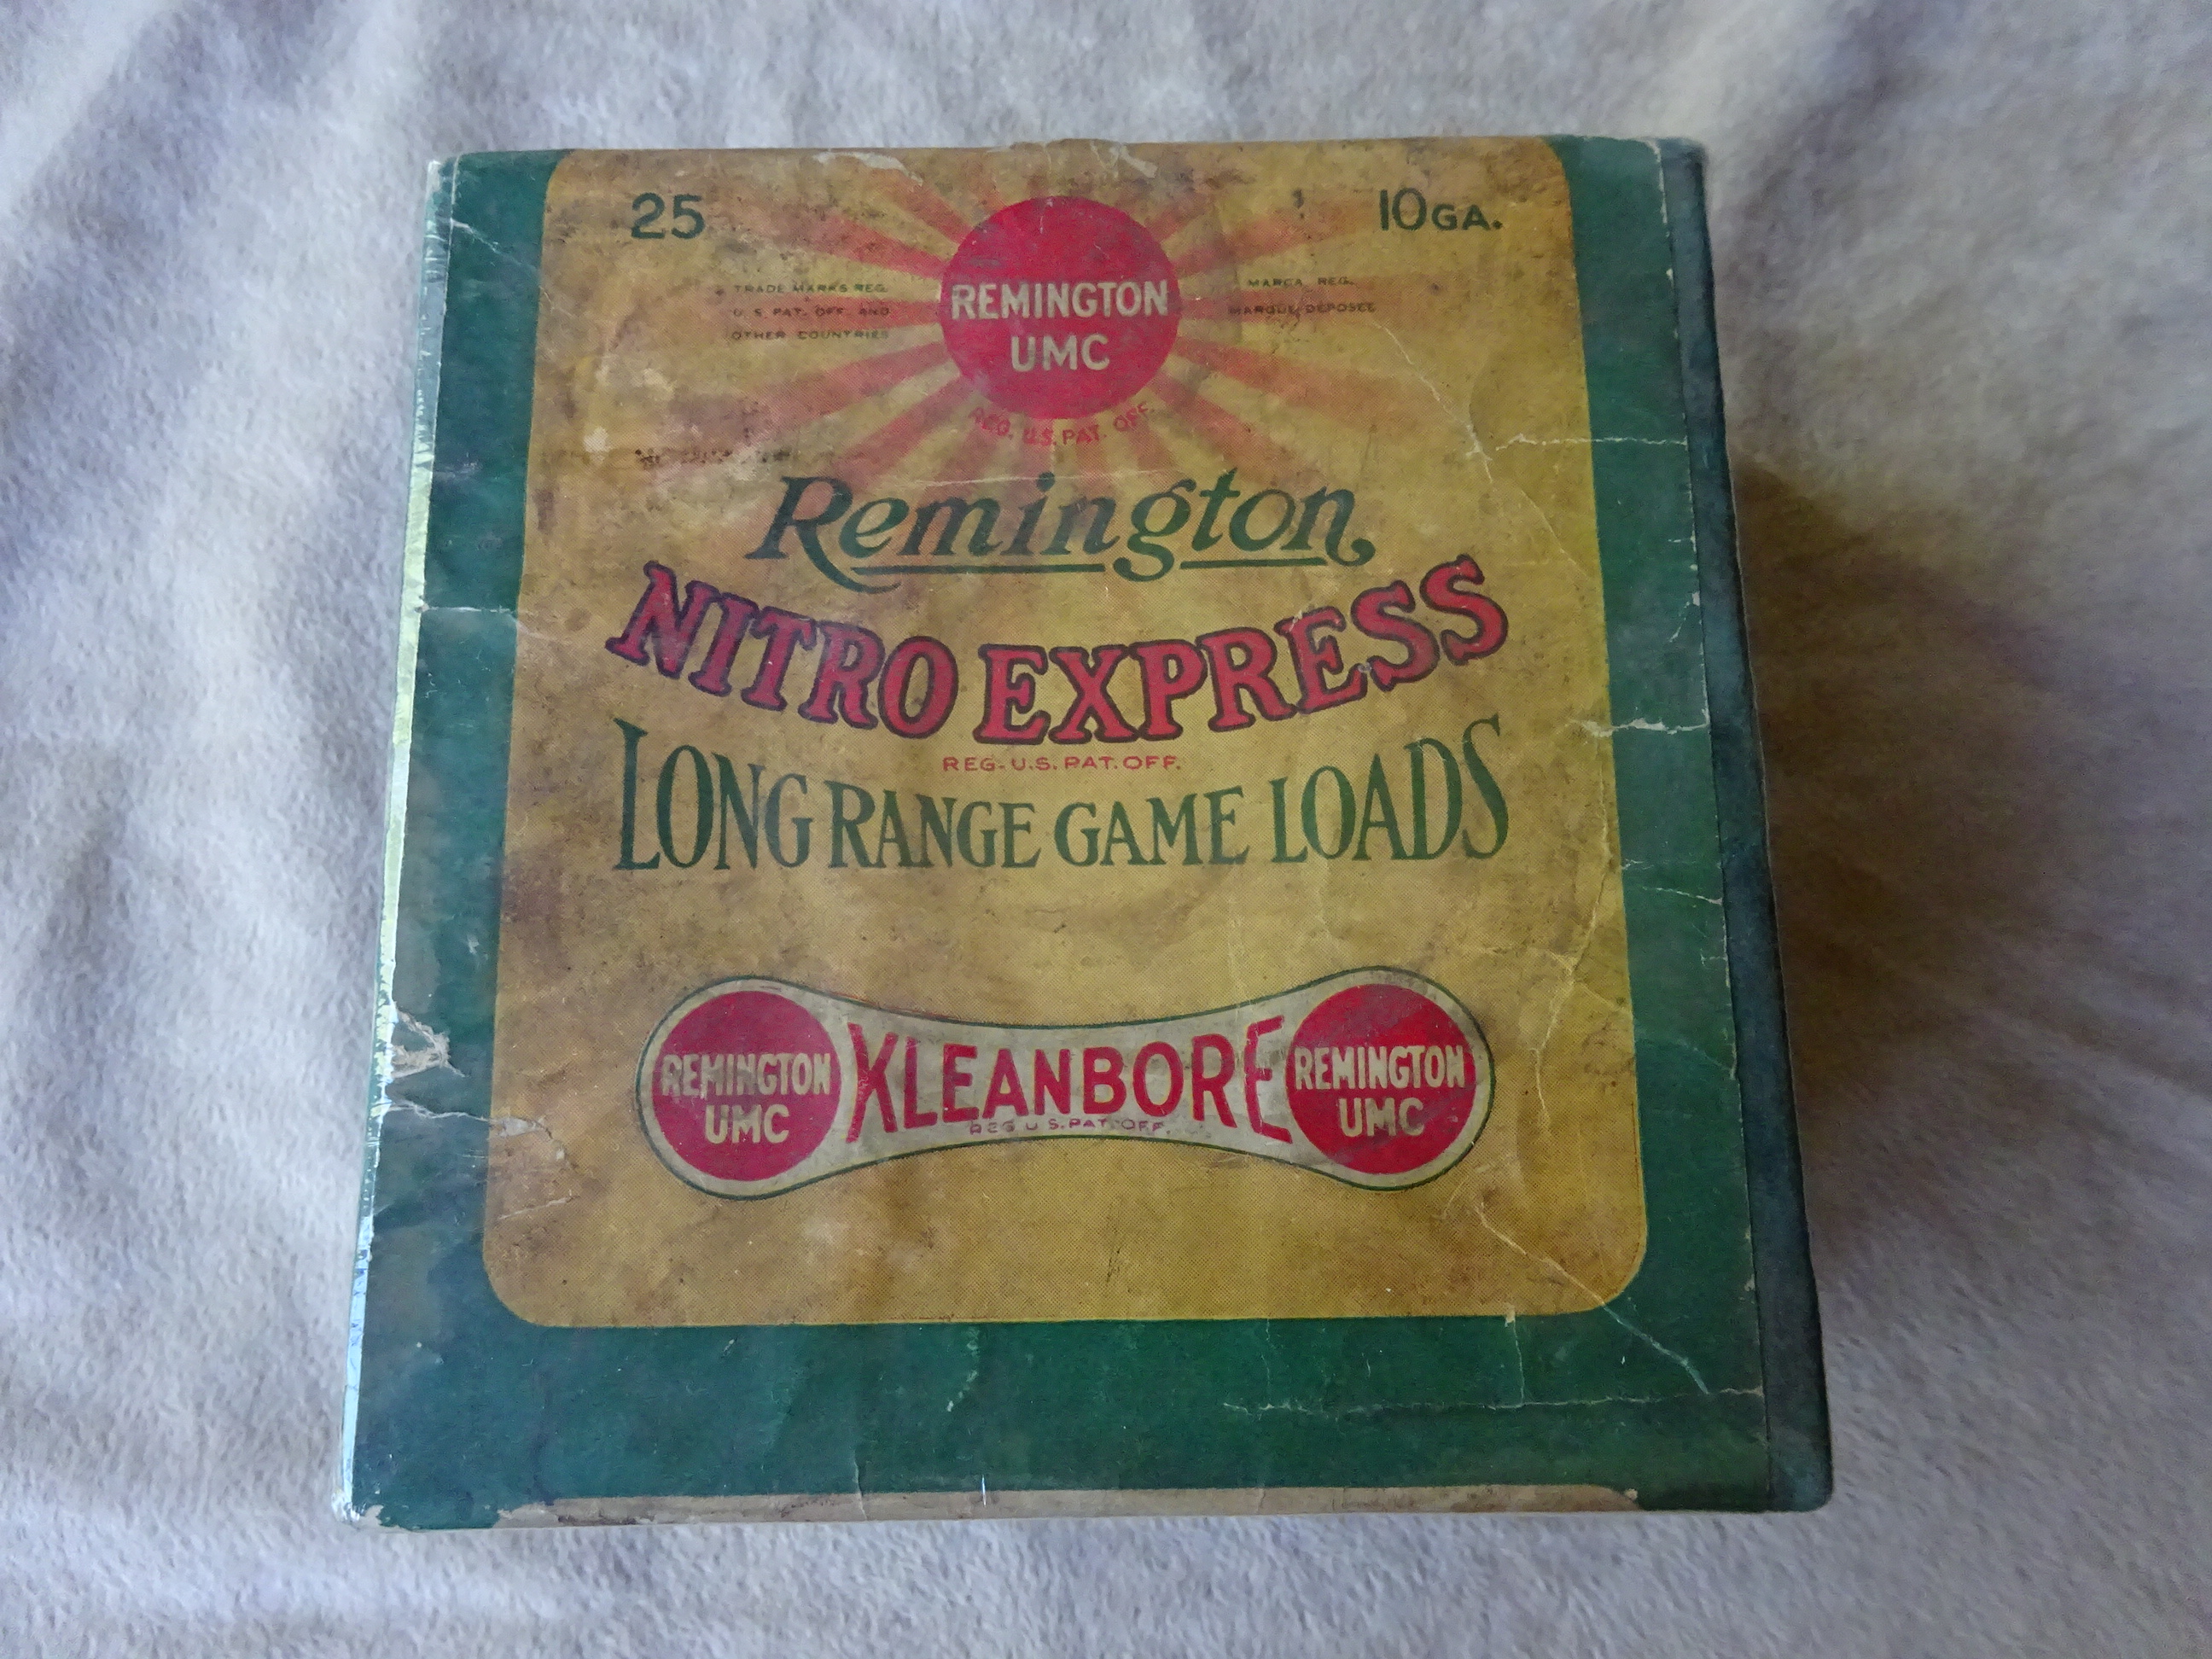 25
10GA.
TRADE MARKS REG.
U.S. PAT. OFF. AND
OTHER COUNTRIES
REMINGTON
UMC
MARCA REG.
MARQUE DEPOSEE
REG. U.S. PAT. OFF.
Remington
NITRO EXPRESS
REG. U.S. PAT. OFF.
LONG RANGE GAME LOADS
REMINGTON
UMC
KLEANBORE
REG U S. PAT. OFF.
REMINGTON
UMC